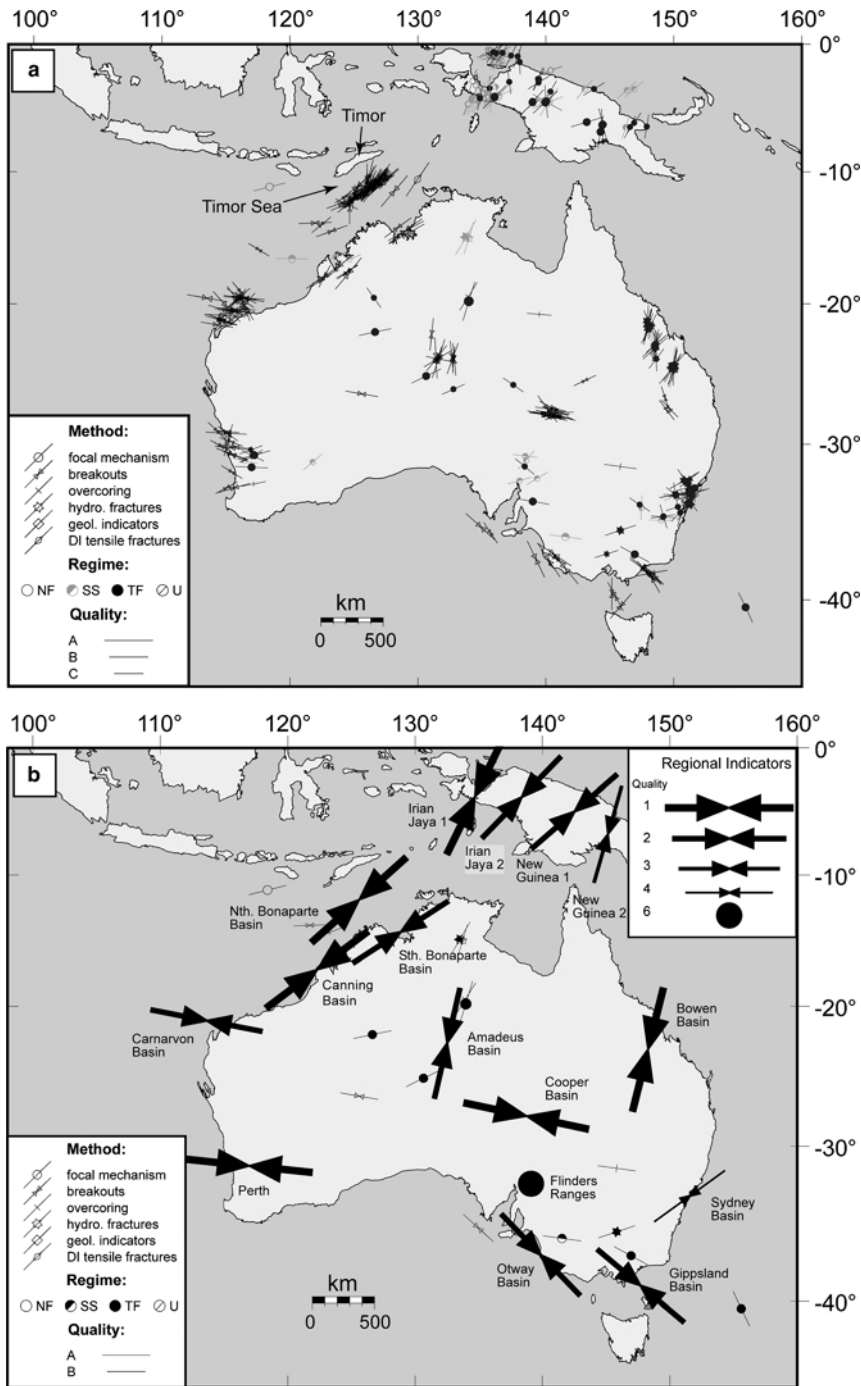 100° 110° 120° 130° 140° 150° 160°
a
0°
Timor
-10°
Timor Sea
-20°
-30°
-40°
Method:
focal mechanism
breakouts
overcoring
hydro. fractures
geol. indicators
DI tensile fractures
Regime:
NF SS TF U
Quality:
A
B
C
km
0 500
100° 110° 120° 130° 140° 150° 160°
b
0°
Regional Indicators
Quality
1
2
3
4
6
Irian
Jaya 1
Irian
Jaya 2
New
Guinea 1
New
Guinea 2
-10°
Nth. Bonaparte
Basin
Sth. Bonaparte
Basin
Canning
Basin
Carnarvon
Basin
Amadeus
Basin
Bowen
Basin
-20°
Cooper
Basin
-30°
Perth
Flinders
Ranges
Sydney
Basin
Otway
Basin
Gippsland
Basin
-40°
Method:
focal mechanism
breakouts
overcoring
hydro. fractures
geol. indicators
DI tensile fractures
Regime:
NF SS TF U
Quality:
A
B
km
0 500